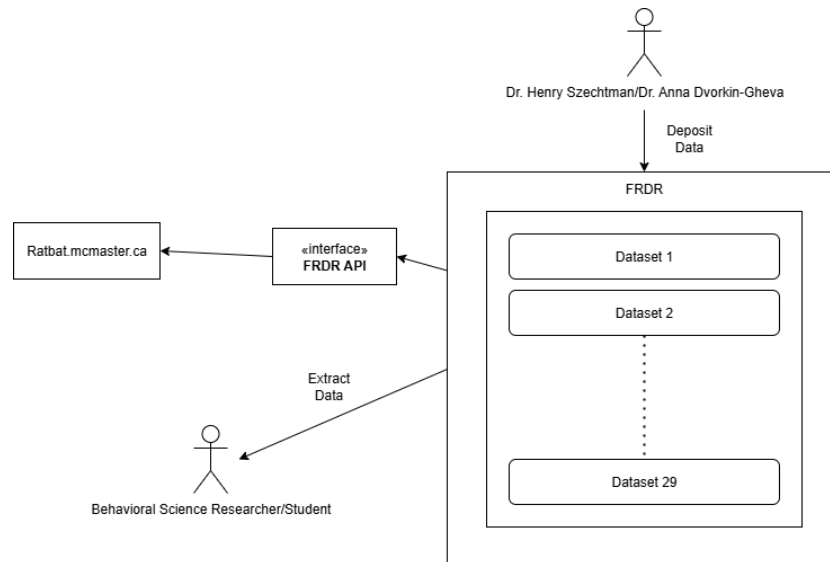 Dr. Henry Szechtman/Dr. Anna Dvorkin-Gheva
Deposit
Data
FRDR
Dataset 1
Dataset 2
Dataset 29
«interface»
FRDR API
Ratbat.mcmaster.ca
Extract
Data
Behavioral Science Researcher/Student